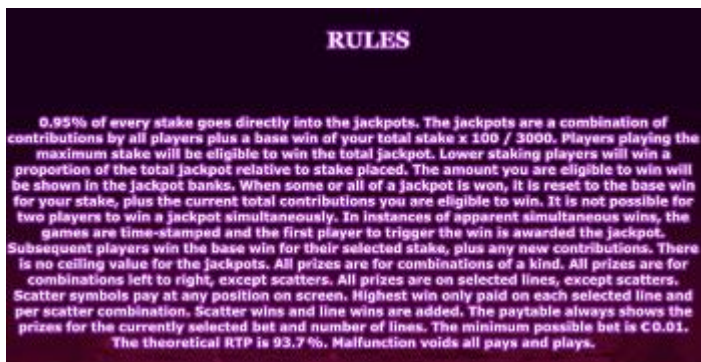 RULES
0.95% of every stake goes directly into the jackpots. The jackpots are a combination of
contributions by all players plus a base win of your total stake x 100 / 3000. Players playing the
maximum stake will be eligible to win the total jackpot. Lower staking players will win a
proportion of the total jackpot relative to stake placed. The amount you are eligible to win will
be shown in the jackpot banks. When some or all of a jackpot is won, it is reset to the base win
for your stake, plus the current total contributions you are eligible to win. It is not possible for
two players to win a jackpot simultaneously. In instances of apparent simultaneous wins, the
games are time-stamped and the first player to trigger the win is awarded the jackpot.
Subsequent players win the base win for their selected stake, plus any new contributions. There
is no ceiling value for the jackpots. All prizes are for combinations of a kind. All prizes are for
combinations left to right, except scatters. All prizes are on selected lines, except scatters.
Scatter symbols pay at any position on screen. Highest win only paid on each selected line and
per scatter combination. Scatter wins and line wins are added. The paytable always shows the
prizes for the currently selected bet and number of lines. The minimum possible bet is C0.01.
The theoretical RTP is 93.7%. Malfunction voids all pays and plays.